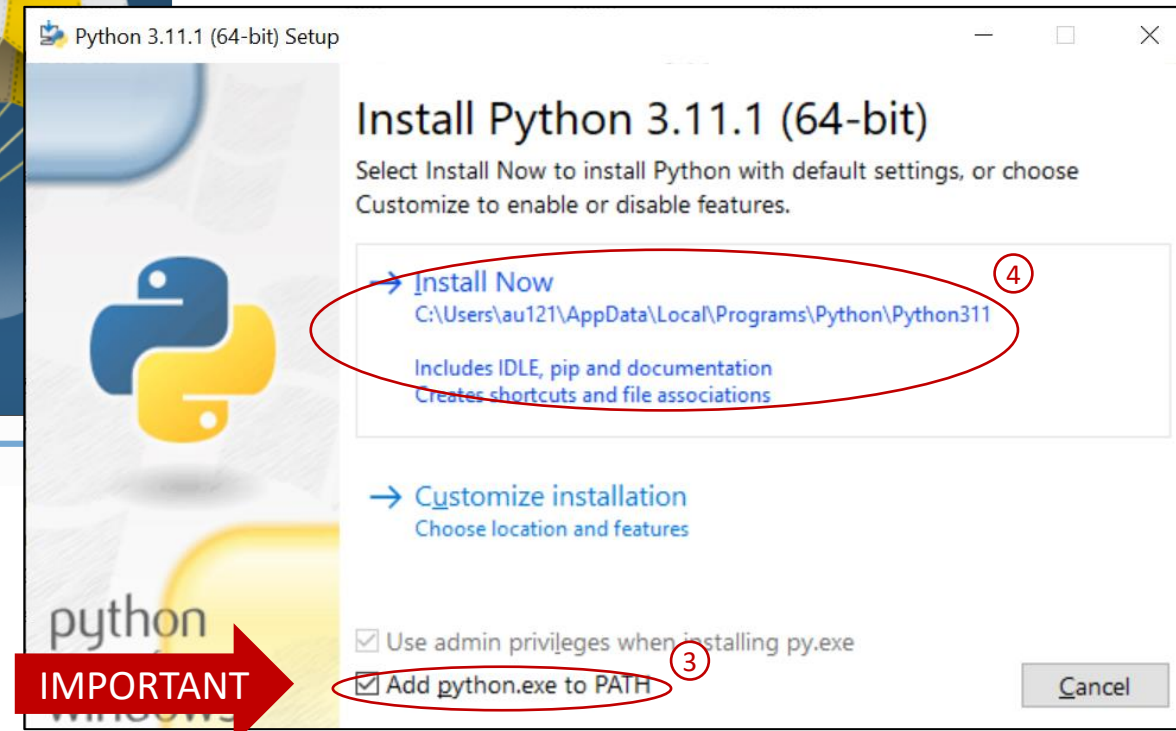 Python 3.11.1 (64-bit) Setup
Install Python 3.11.1 (64-bit)
Select Install Now to install Python with default settings, or choose
Customize to enable or disable features.
Install Now
4
C:\Users\au121\AppData\Local\Programs\Python\Python311
Includes IDLE, pip and documentation
Creates shortcuts and file associations
Customize installation
Choose location and features
python
Use admin privileges when installing py.exe
3
IMPORTANT
Add python.exe to PATH
Cancel
windows